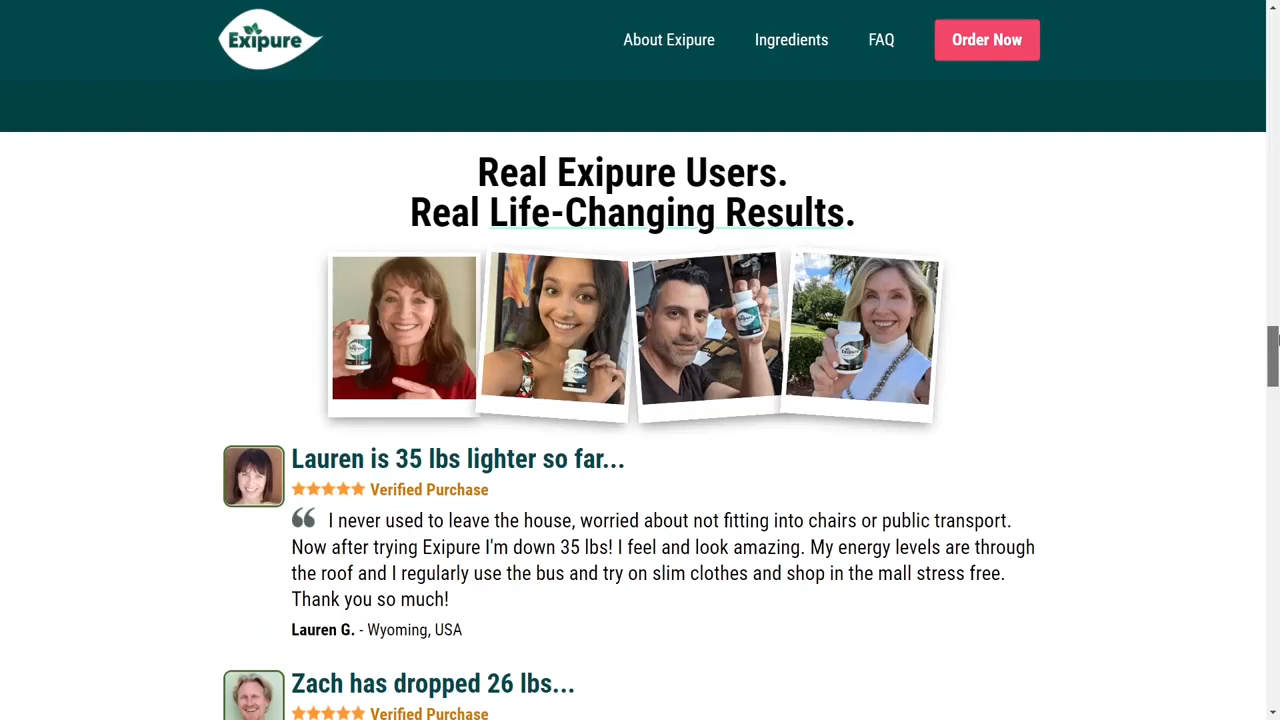 Exipure
About Exipure
Ingredients
FAQ
Order Now
Real Exipure Users.
Real Life-Changing Results.
Exipure
Exipure
Exipure
Exipure
Lauren is 35 lbs lighter so far...
Verified Purchase
“ I never used to leave the house, worried about not fitting into chairs or public transport.
Now after trying Exipure I'm down 35 lbs! I feel and look amazing. My energy levels are through
the roof and I regularly use the bus and try on slim clothes and shop in the mall stress free.
Thank you so much!
Lauren G. - Wyoming, USA
Zach has dropped 26 lbs...
Verified Purchase